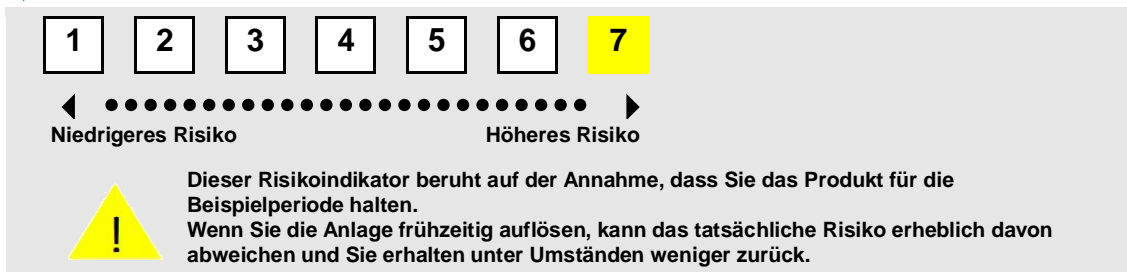 1 2 3 4 5 6 7
Niedrigeres Risiko Höheres Risiko
Dieser Risikoindikator beruht auf der Annahme, dass Sie das Produkt für die
Beispielperiode halten.
Wenn Sie die Anlage frühzeitig auflösen, kann das tatsächliche Risiko erheblich davon
abweichen und Sie erhalten unter Umständen weniger zurück.
!